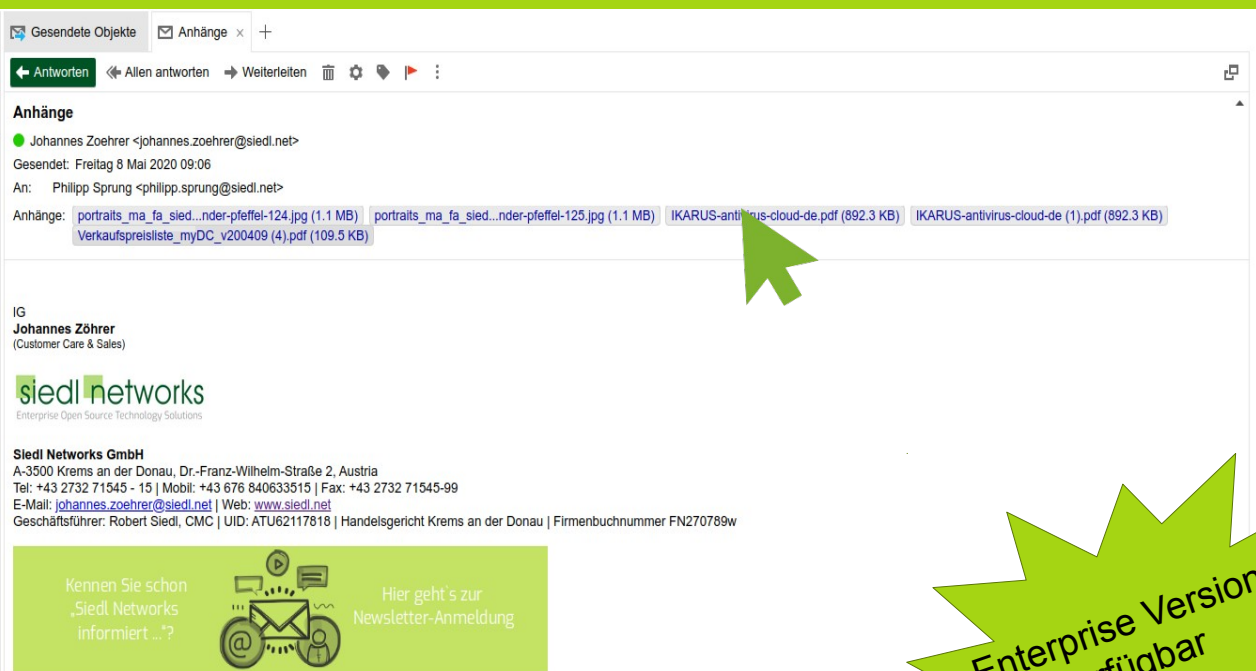 Gesendete Objekte Anhänge × +
Antworten Allen antworten Weiterleiten
Anhänge
Johannes Zoehrer <johannes.zoehrer@siedl.net>
Gesendet: Freitag 8 Mai 2020 09:06
An: Philipp Sprung <philipp.sprung@siedl.net>
Anhänge: portraits_ma_fa_sied...nder-pfeffel-124.jpg (1.1 MB) portraits_ma_fa_sied...nder-pfeffel-125.jpg (1.1 MB) IKARUS-antivirus-cloud-de.pdf (892.3 KB) IKARUS-antivirus-cloud-de (1).pdf (892.3 KB)
Verkaufspreisliste_myDC_v200409 (4).pdf (109.5 KB)
IG
Johannes Zöhrer
(Customer Care & Sales)
siedl networks
Enterprise Open Source Technology Solutions
Siedl Networks GmbH
A-3500 Krems an der Donau, Dr.-Franz-Wilhelm-Straße 2, Austria
Tel: +43 2732 71545 - 15 | Mobil: +43 676 840633515 | Fax: +43 2732 71545-99
E-Mail: johannes.zoehrer@siedl.net | Web: www.siedl.net
Geschäftsführer: Robert Siedl, CMC | UID: ATU62117818 | Handelsgericht Krems an der Donau | Firmenbuchnummer FN270789w
Kennen Sie schon
„Siedl Networks
informiert ..."?
Hier geht`s zur
Newsletter-Anmeldung
Enterprise Version